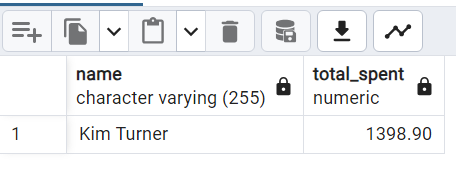 name total_spent
character varying (255) numeric
1 Kim Turner 1398.90